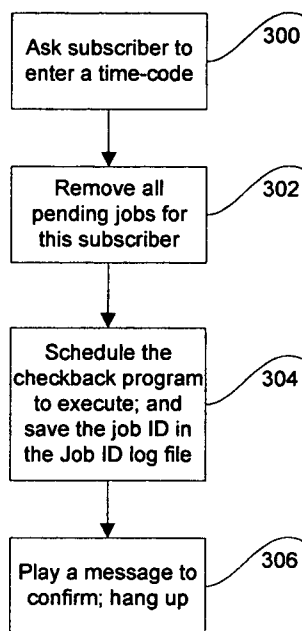 Ask subscriber to
enter a time-code
300
Remove all
pending jobs for
this subscriber
302
Schedule the
checkback program
to execute; and
save the job ID in
the Job ID log file
304
Play a message to
confirm; hang up
306